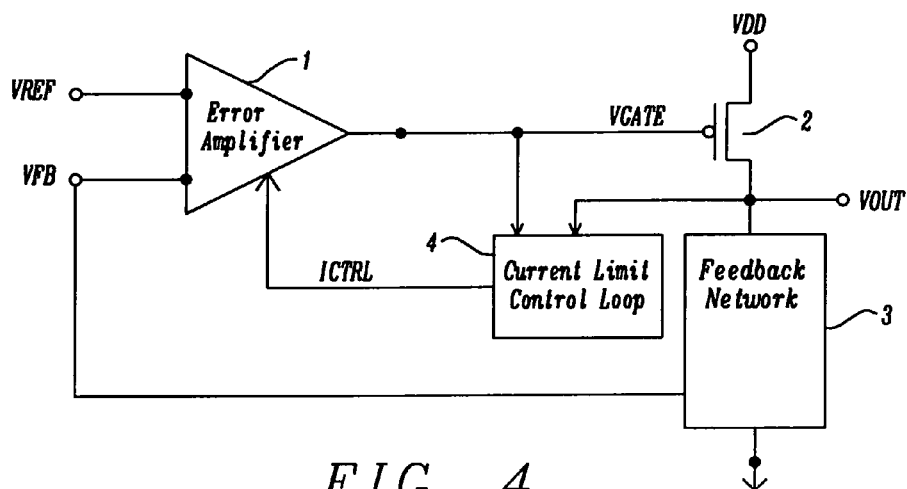 VDD
1
VREF
Error
Amplifier
VGATE
2
VFB
VOUT
4
ICTRL
Current Limit
Control Loop
Feedback
Network
3
FIG. 4